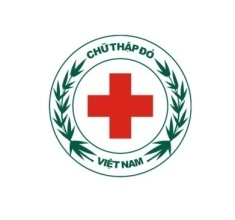 CHỮ THẬP ĐỎ
VIỆT NAM